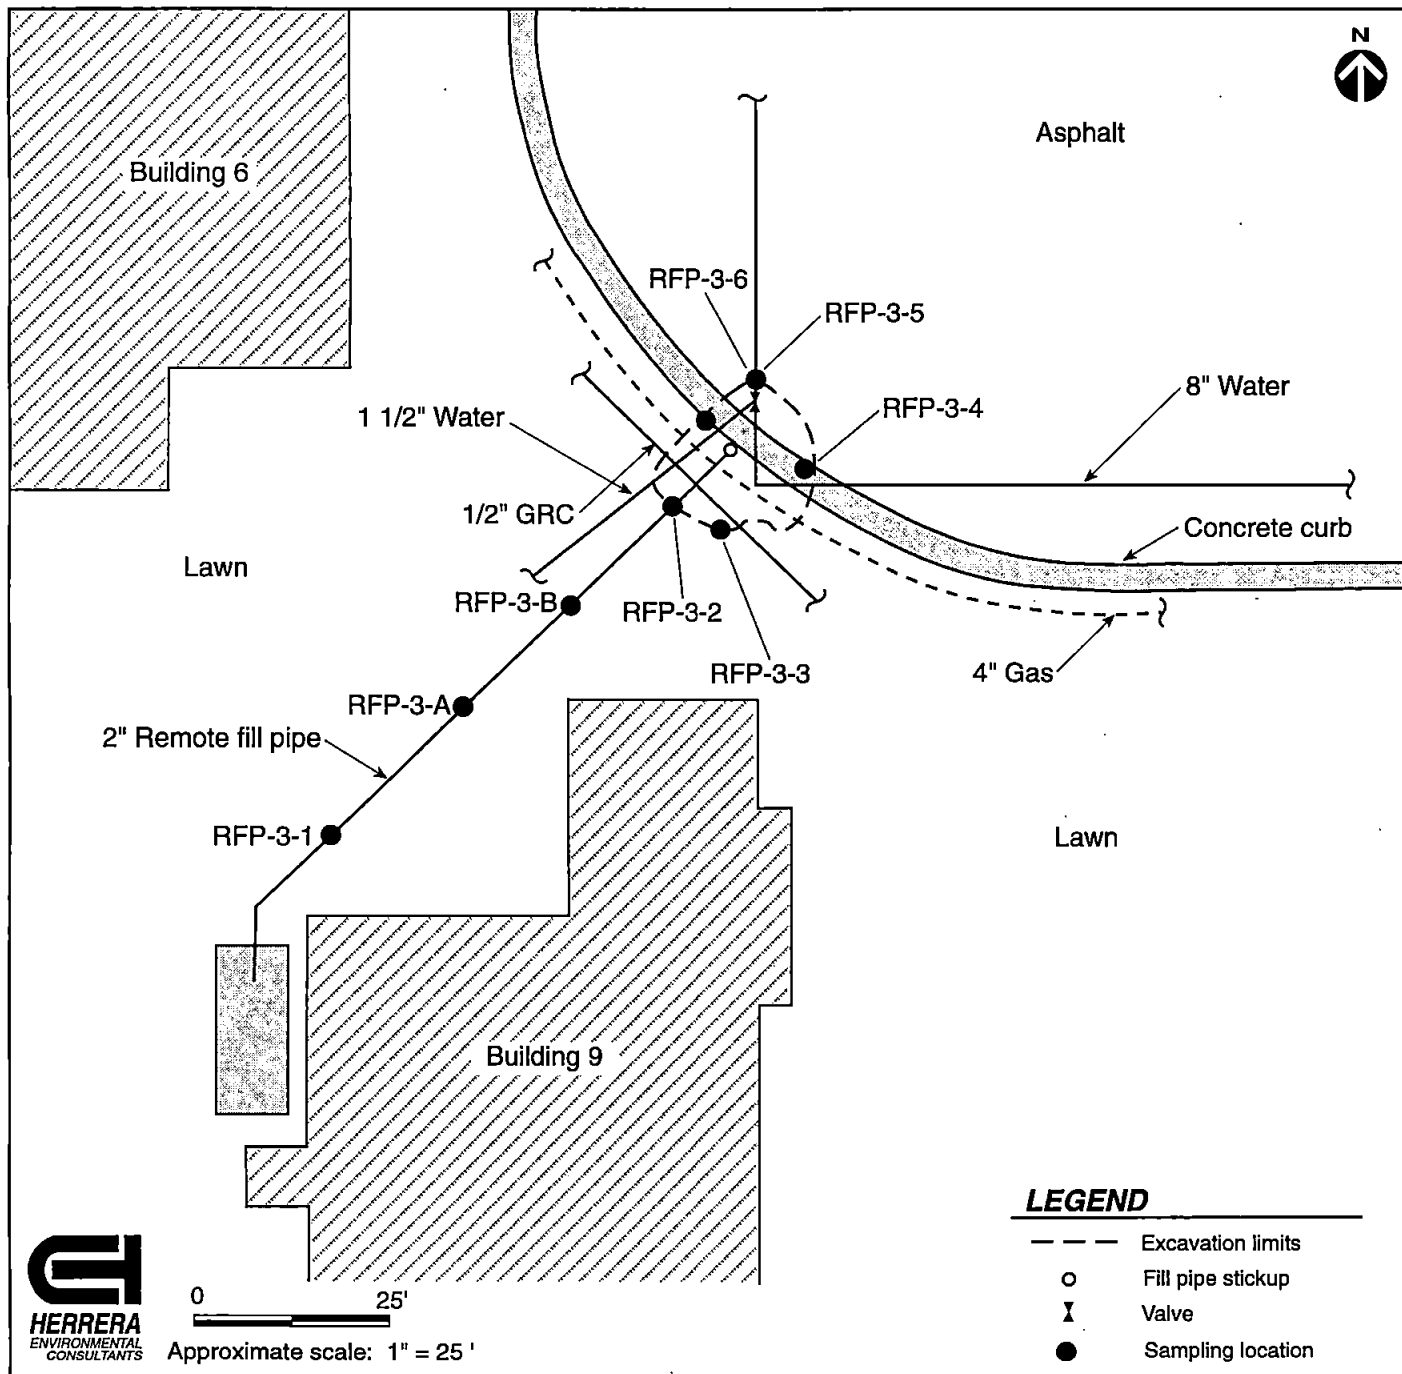 N
Asphalt
Building 6
RFP-3-6
RFP-3-5
8" Water
RFP-3-4
1 1/2" Water
1/2" GRC
Concrete curb
Lawn
RFP-3-B
RFP-3-2
RFP-3-3
4" Gas
RFP-3-A
2" Remote fill pipe
RFP-3-1
Lawn
Building 9
LEGEND
Excavation limits
Fill pipe stickup
Valve
Sampling location
HERRERA
ENVIRONMENTAL
CONSULTANTS
0 25'
Approximate scale: 1" = 25 '